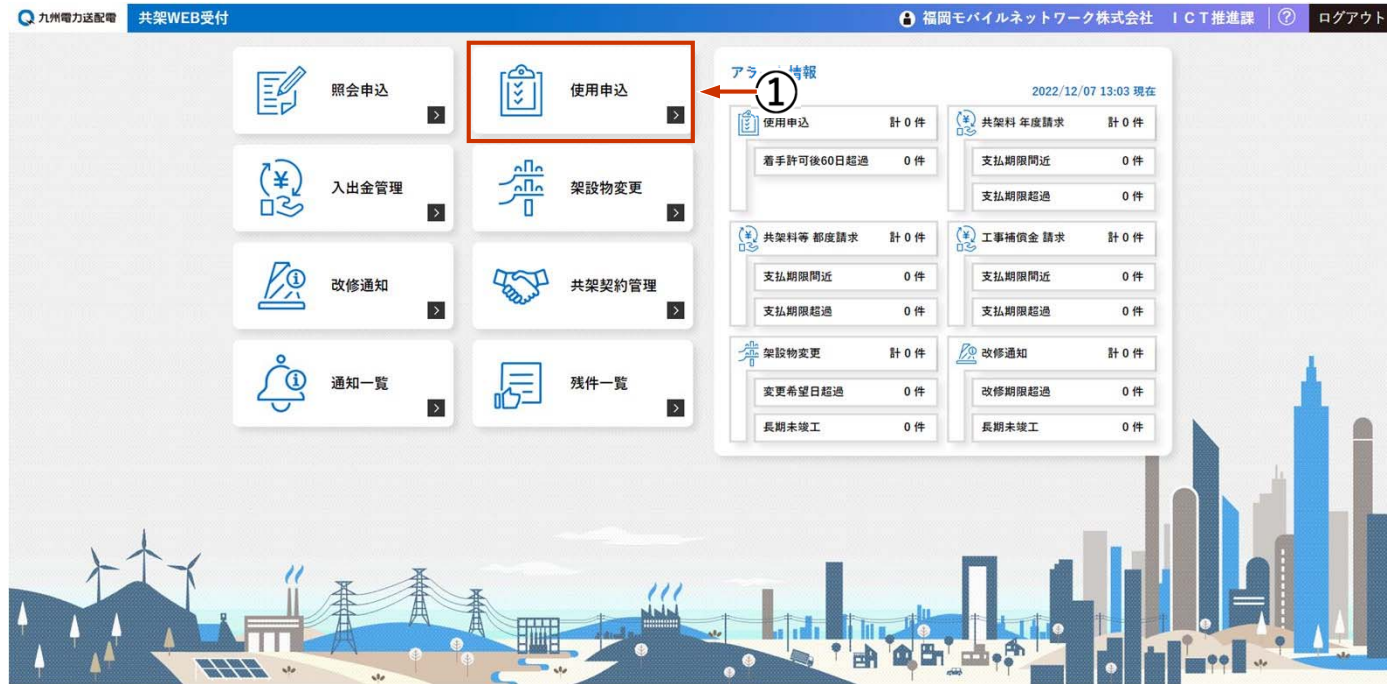 九州電力送配電 共架WEB受付 福岡モバイルネットワーク株式会社 ICT推進課 ? ログアウト
照会申込
使用申込
入出金管理
架設物変更
改修通知
共架契約管理
通知一覧
残件一覧
①
アラ 情報
2022/12/07 13:03 現在
使用申込 計 0 件
着手許可後60日超過 0 件
共架料 年度請求 計 0 件
支払期限間近 0 件
支払期限超過 0 件
共架料等 都度請求 計 0 件
支払期限間近 0 件
支払期限超過 0 件
工事補償金 請求 計 0 件
支払期限間近 0 件
支払期限超過 0 件
架設物変更 計 0 件
変更希望日超過 0 件
長期未竣工 0 件
改修通知 計 0 件
改修期限超過 0 件
長期未竣工 0 件